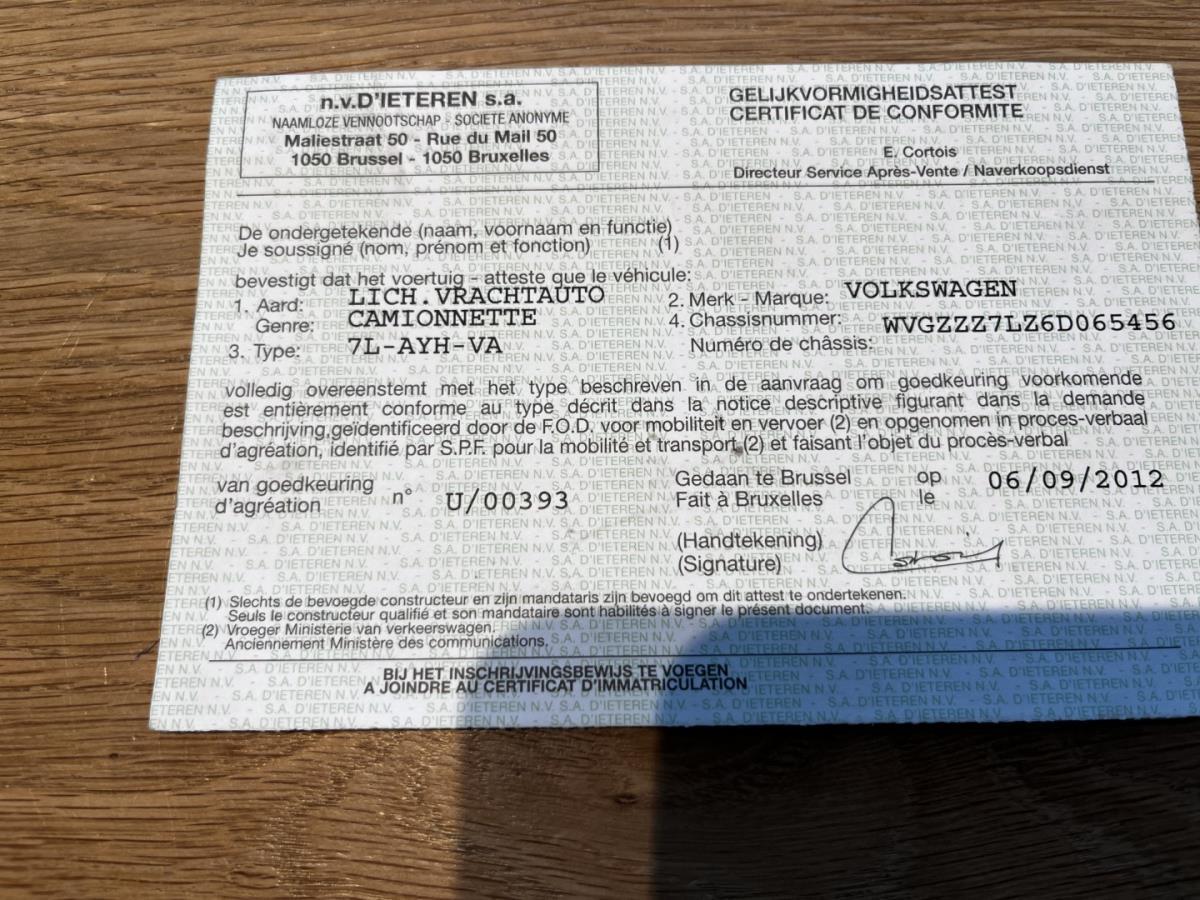 n.v.D'IETEREN s.a.
NAAMLOZE VENNOOTSCHAP - SOCIETE ANONYME
Maliestraat 50 - Rue du Mail 50
1050 Brussel - 1050 Bruxelles
GELIJKVORMIGHEIDSATTEST
CERTIFICAT DE CONFORMITE
E. Cortois
Directeur Service Après-Vente / Naverkoopsdienst
De ondergetekende (naam, voornaam en functie)
Je soussigné (nom, prénom et fonction) (1)
bevestigt dat het voertuig - atteste que le véhicule:
1. Aard: LICH.VRACHTAUTO
Genre: CAMIONNETTE
2. Merk - Marque: VOLKSWAGEN
3. Type: 7L-AYH-VA
4. Chassisnummer: WVGZZZ7LZ6D065456
Numéro de châssis:
volledig overeenstemt met het type beschreven in de aanvraag om goedkeuring voorkomende
est entièrement conforme au type décrit dans la notice descriptive figurant dans la demande
beschrijving,geïdentificeerd door de F.O.D. voor mobiliteit en vervoer (2) en opgenomen in proces-verbaal
d'agréation, identifié par S.P.F. pour la mobilité et transport (2) et faisant l'objet du procès-verbal
van goedkeuring
d'agréation n° U/00393
Gedaan te Brussel op 06/09/2012
Fait à Bruxelles le
(Handtekening)
(Signature)
(1) Slechts de bevoegde constructeur en zijn mandataris zijn bevoegd om dit attest te ondertekenen.
Seuls le constructeur qualifié et son mandataire sont habilités à signer le présent document.
(2) Vroeger Ministerie van verkeerswagen.
Anciennement Ministère des communications.
BIJ HET INSCHRIJVINGSBEWIJS TE VOEGEN
A JOINDRE AU CERTIFICAT D'IMMATRICULATION